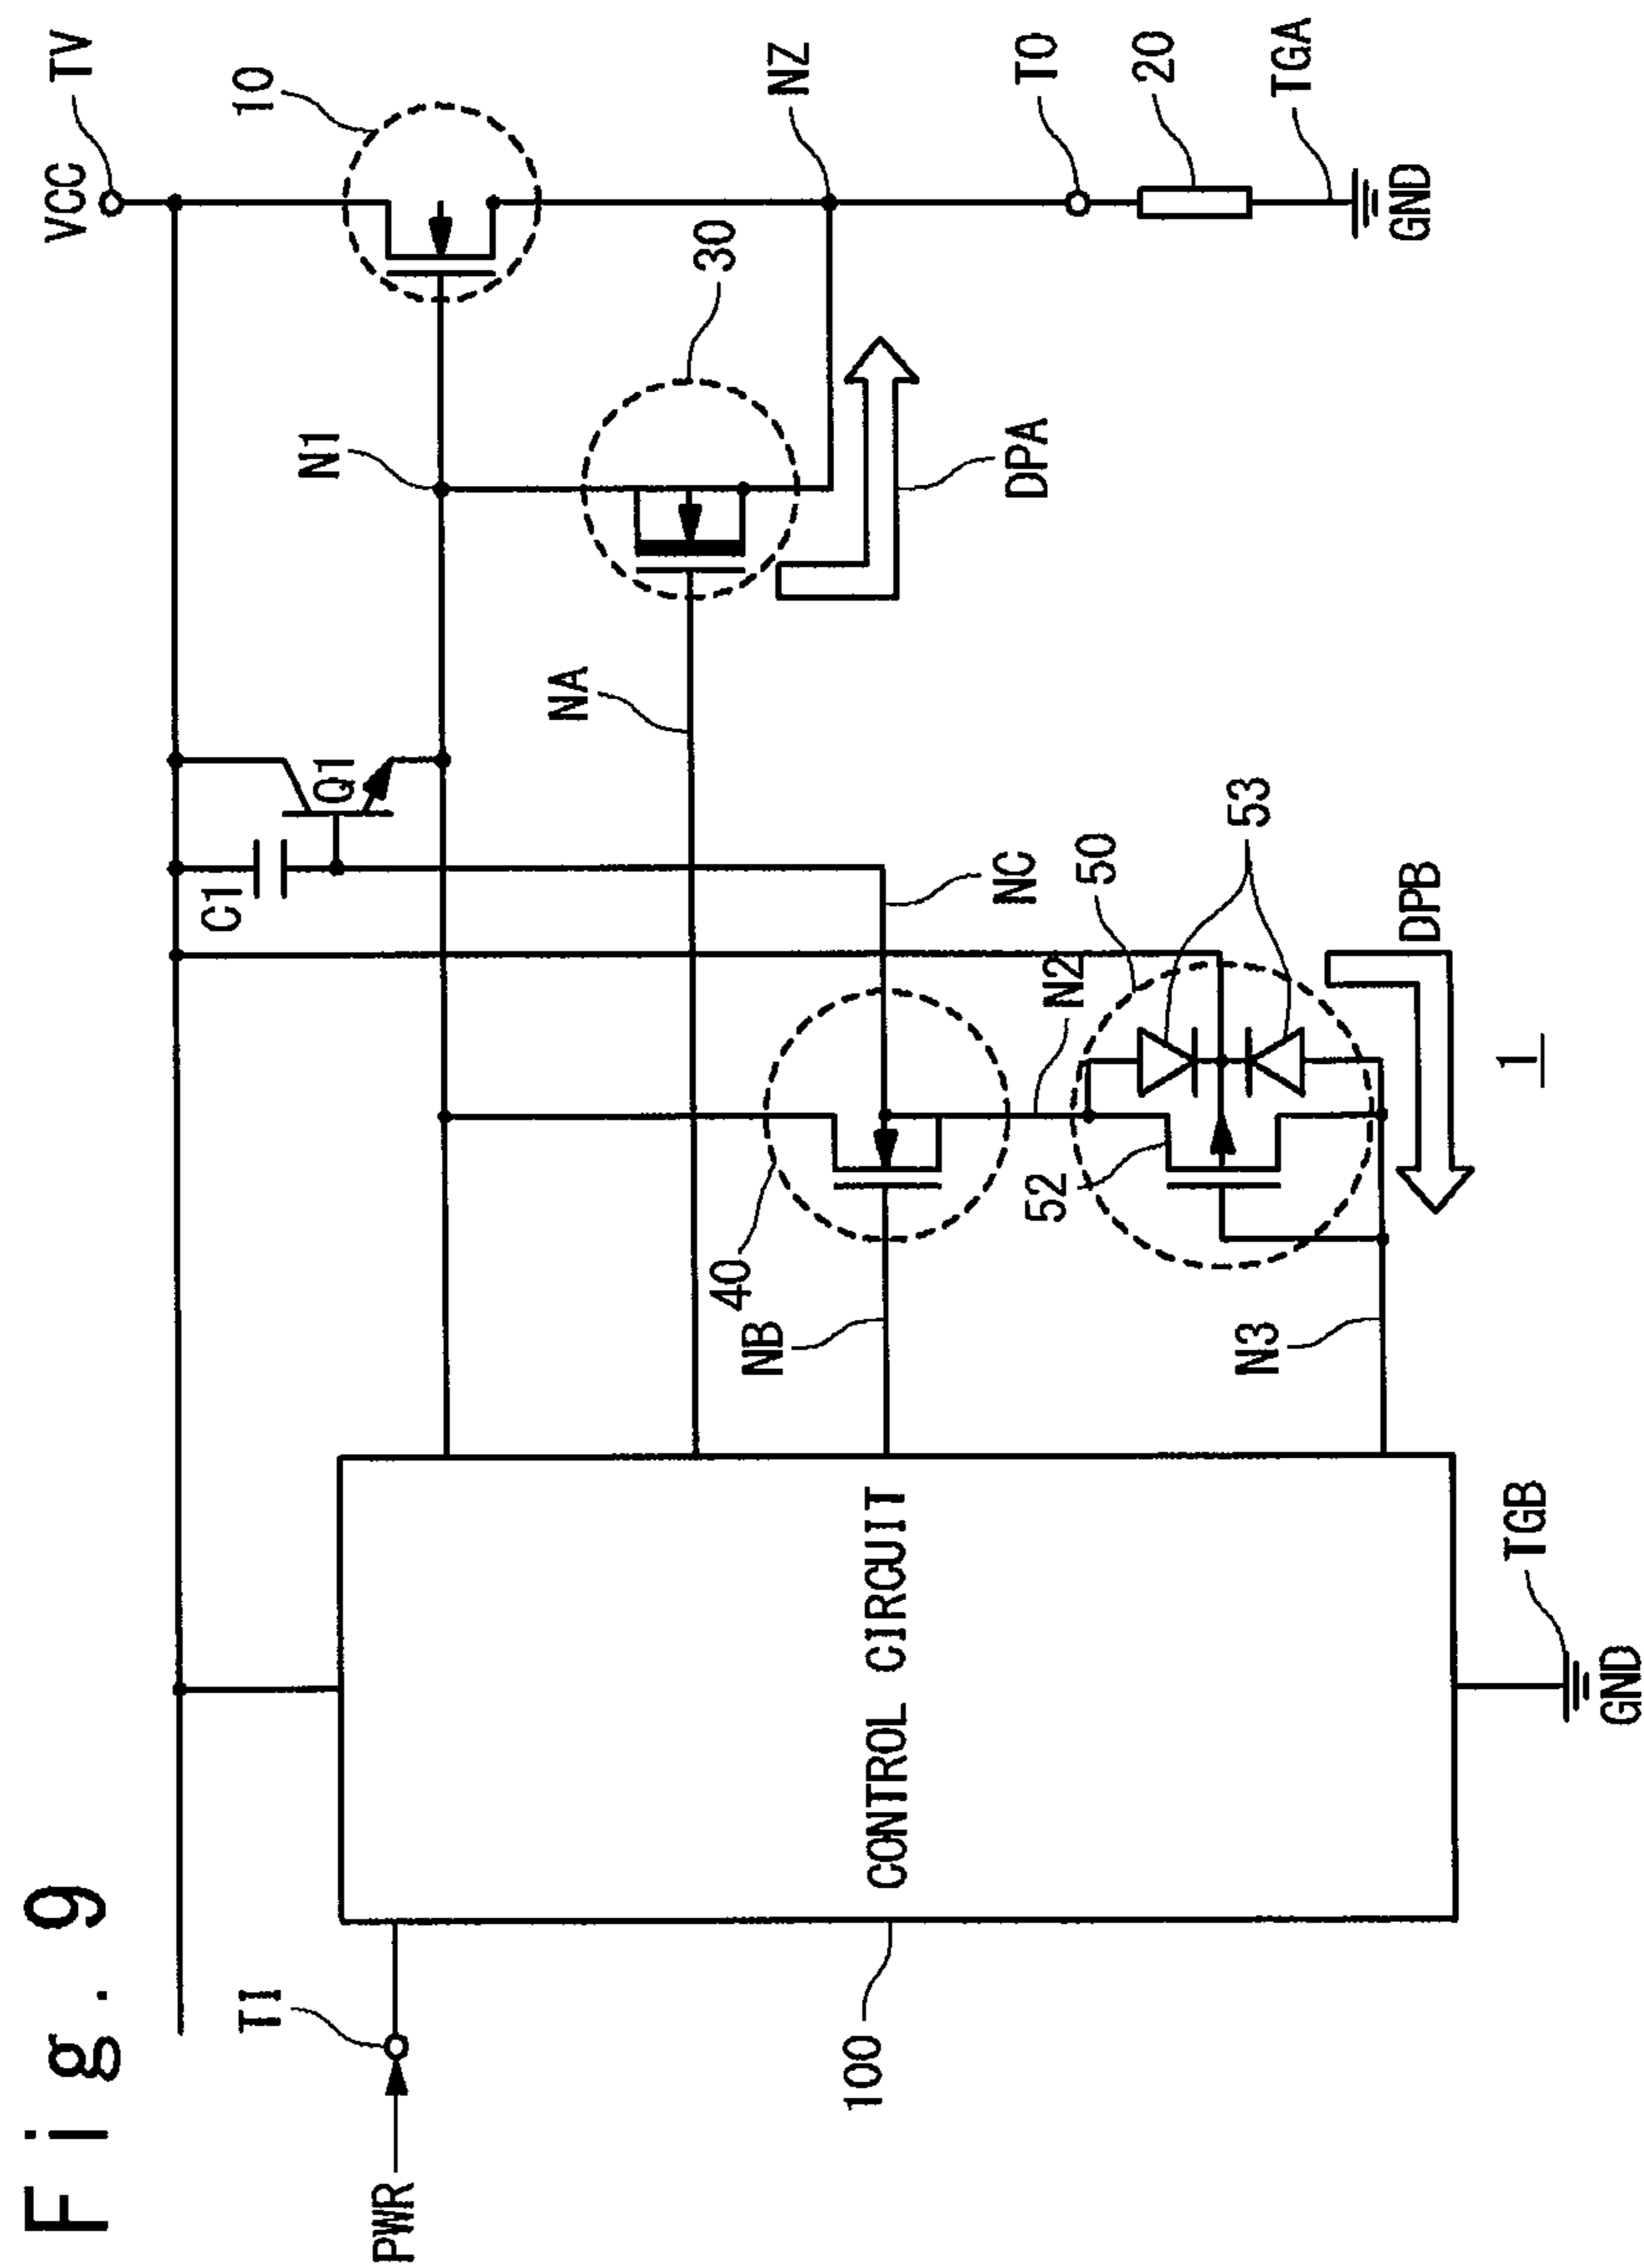 Fig. 9
VCC
TV
10
N1
30
NZ
NA
DPA
TO
20
TGA
GND
C1
Q1
NC
N2
50
53
40
52
NB
N3
DPB
1
PWR
TI
100
CONTROL CIRCUIT
TGB
GND